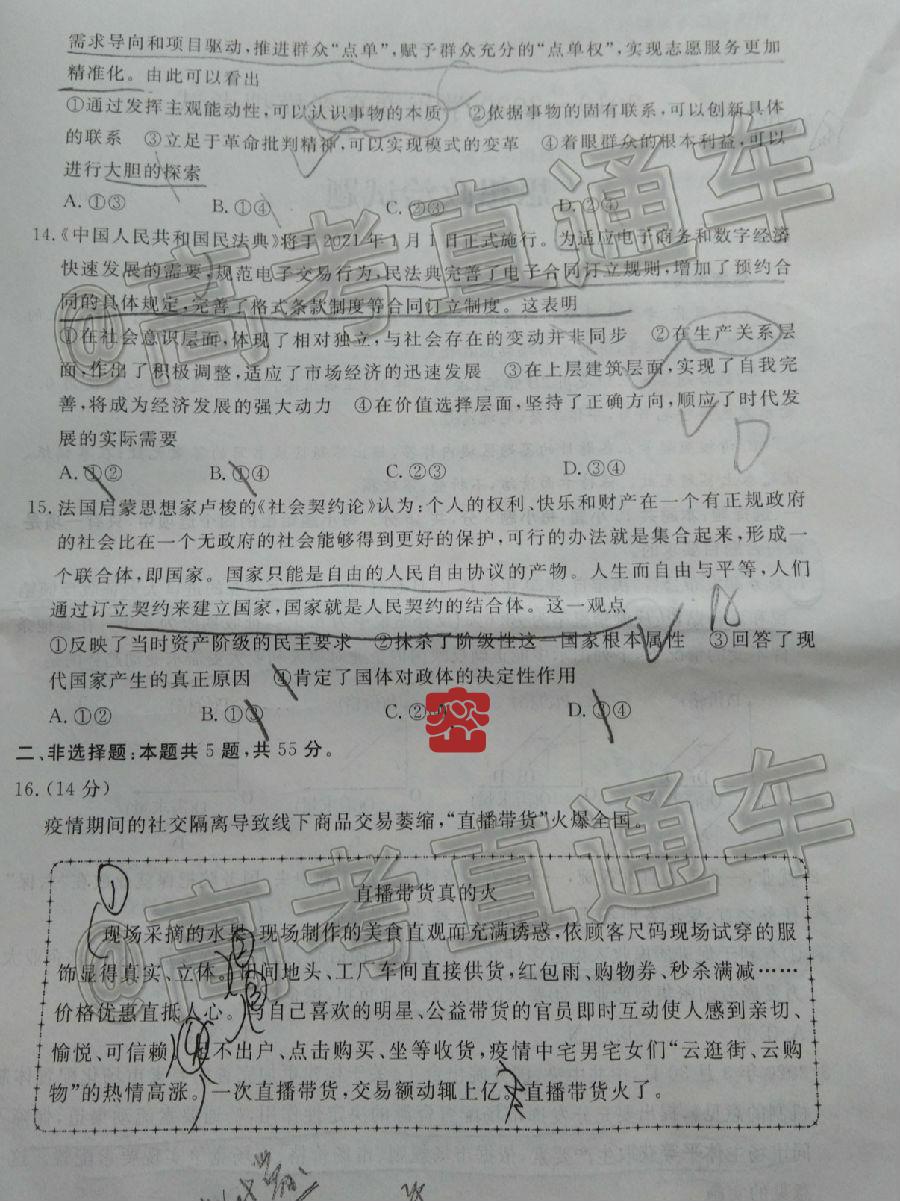 需求导向和项目驱动,推进群众“点单”,赋予群众充分的“点单权”,实现志愿服务更加
精准化。由此可以看出
①通过发挥主观能动性,可以认识事物的本质 ②依据事物的固有联系,可以创新具体
的联系 ③立足于革命批判精神,可以实现模式的变革 ④着眼群众的根本利益,可以
进行大胆的探索
A.①③ B.①④ C.②③ D.②④
14.《中国人民共和国民法典》将于2021年1月1日正式施行。为适应电子商务和数字经济
快速发展的需要,规范电子交易行为,民法典完善了电子合同订立规则,增加了预约合
同的具体规定,完善了格式条款制度等合同订立制度。这表明
①在社会意识层面,体现了相对独立,与社会存在的变动并非同步 ②在生产关系层
面,作出了积极调整,适应了市场经济的迅速发展 ③在上层建筑层面,实现了自我完
善,将成为经济发展的强大动力 ④在价值选择层面,坚持了正确方向,顺应了时代发
展的实际需要
D
A.①② B.①④ C.②③ D.③④
15.法国启蒙思想家卢梭的《社会契约论》认为:个人的权利、快乐和财产在一个有正规政府
的社会比在一个无政府的社会能够得到更好的保护,可行的办法就是集合起来,形成一
个联合体,即国家。国家只能是自由的人民自由协议的产物。人生而自由与平等,人们
通过订立契约来建立国家,国家就是人民契约的结合体。这一观点
①反映了当时资产阶级的民主要求 ②抹杀了阶级性这一国家根本属性 ③回答了现
代国家产生的真正原因 ④肯定了国体对政体的决定性作用
A.①② B.①③ C.②④ D.③④
二、非选择题:本题共5题,共55分。
16.(14分)
疫情期间的社交隔离导致线下商品交易萎缩,“直播带货”火爆全国。
①
直播带货真的火
现场采摘的水果、现场制作的美食直观而充满诱惑,依顾客尺码现场试穿的服
饰显得真实、立体。田间地头、工厂车间直接供货,红包雨、购物券、秒杀满减……
价格优惠直抵人心。与自己喜欢的明星、公益带货的官员即时互动使人感到亲切、
愉悦、可信赖。足不出户、点击购买、坐等收货,疫情中宅男宅女们“云逛街、云购
物”的热情高涨。一次直播带货,交易额动辄上亿。直播带货火了。
@高考直通车
@高考直通车